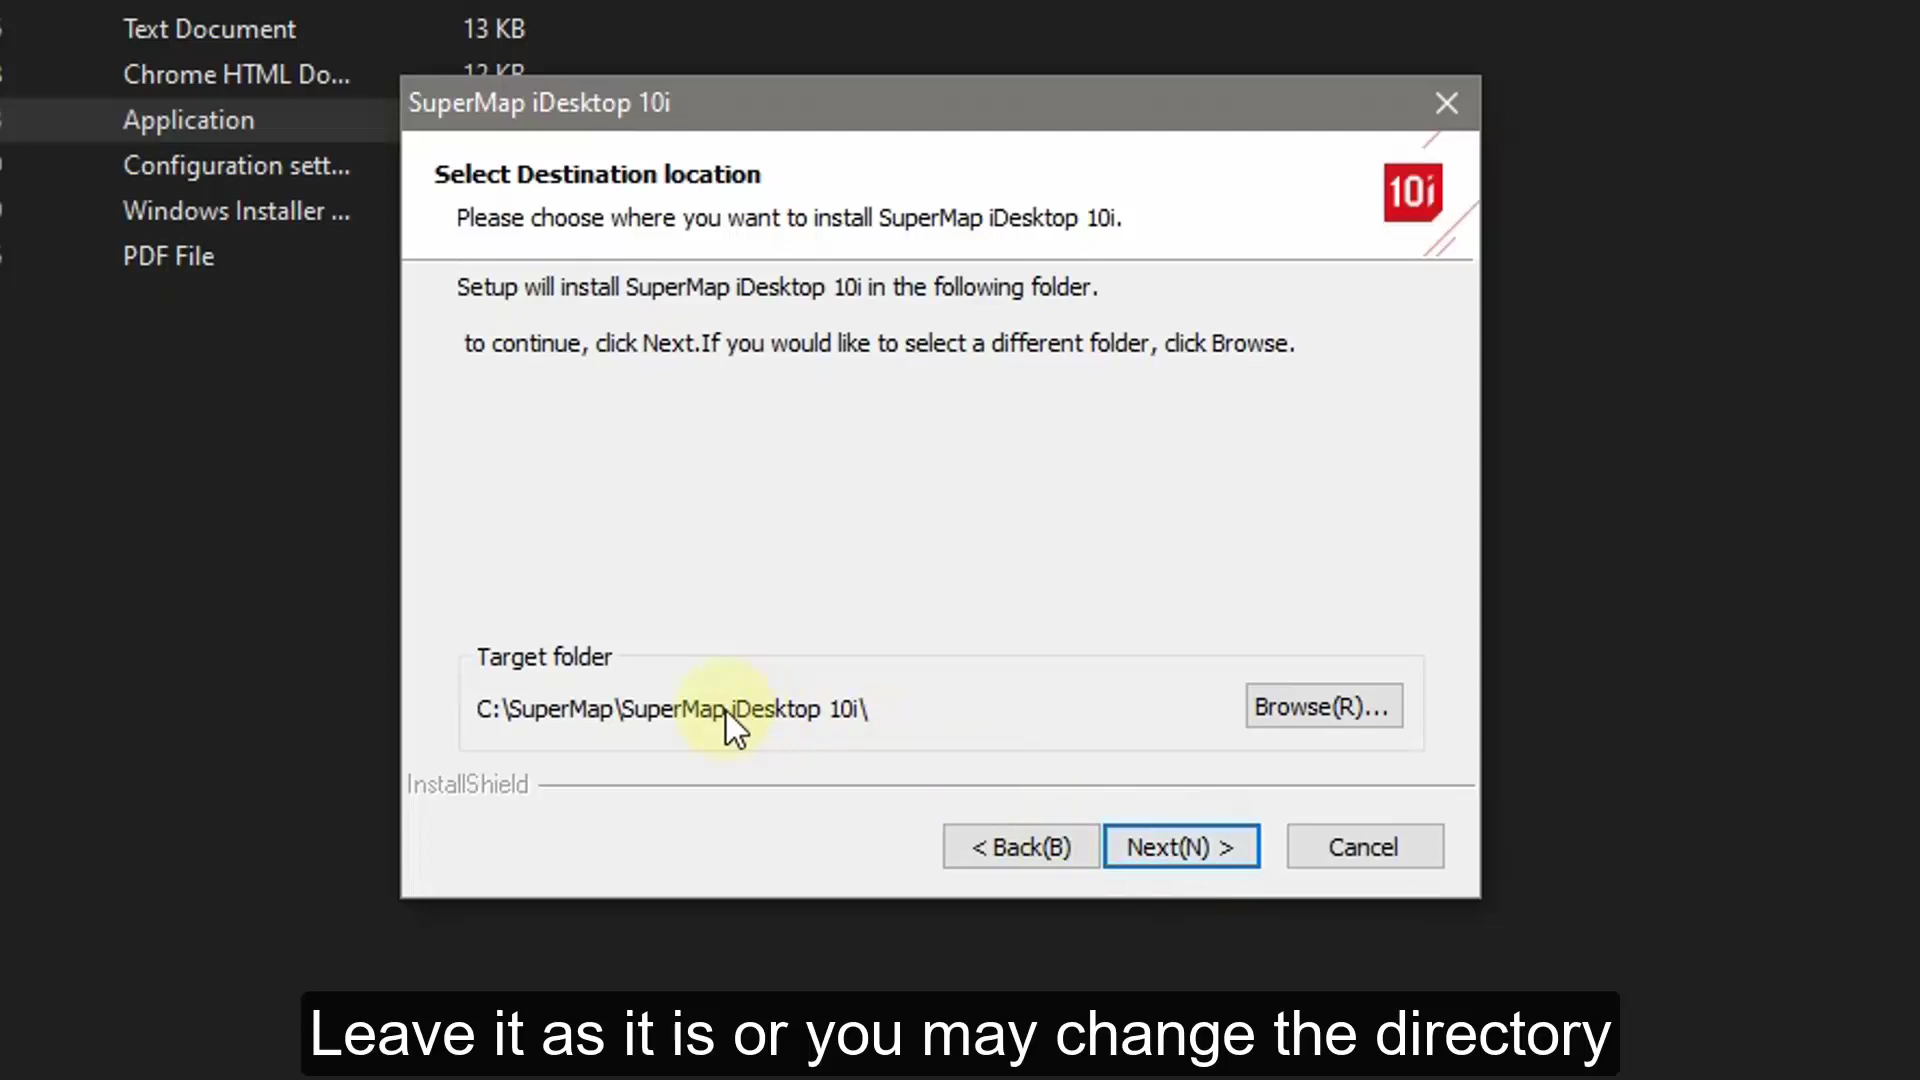 Text Document 13 KB
Chrome HTML Do... 12 KB
Application
Configuration sett...
Windows Installer ...
PDF File
SuperMap iDesktop 10i
Select Destination location
10i
Please choose where you want to install SuperMap iDesktop 10i.
Setup will install SuperMap iDesktop 10i in the following folder.
to continue, click Next.If you would like to select a different folder, click Browse.
Target folder
C:\SuperMap\SuperMap iDesktop 10i\
Browse(R)...
InstallShield
< Back(B) Next(N) > Cancel
Leave it as it is or you may change the directory